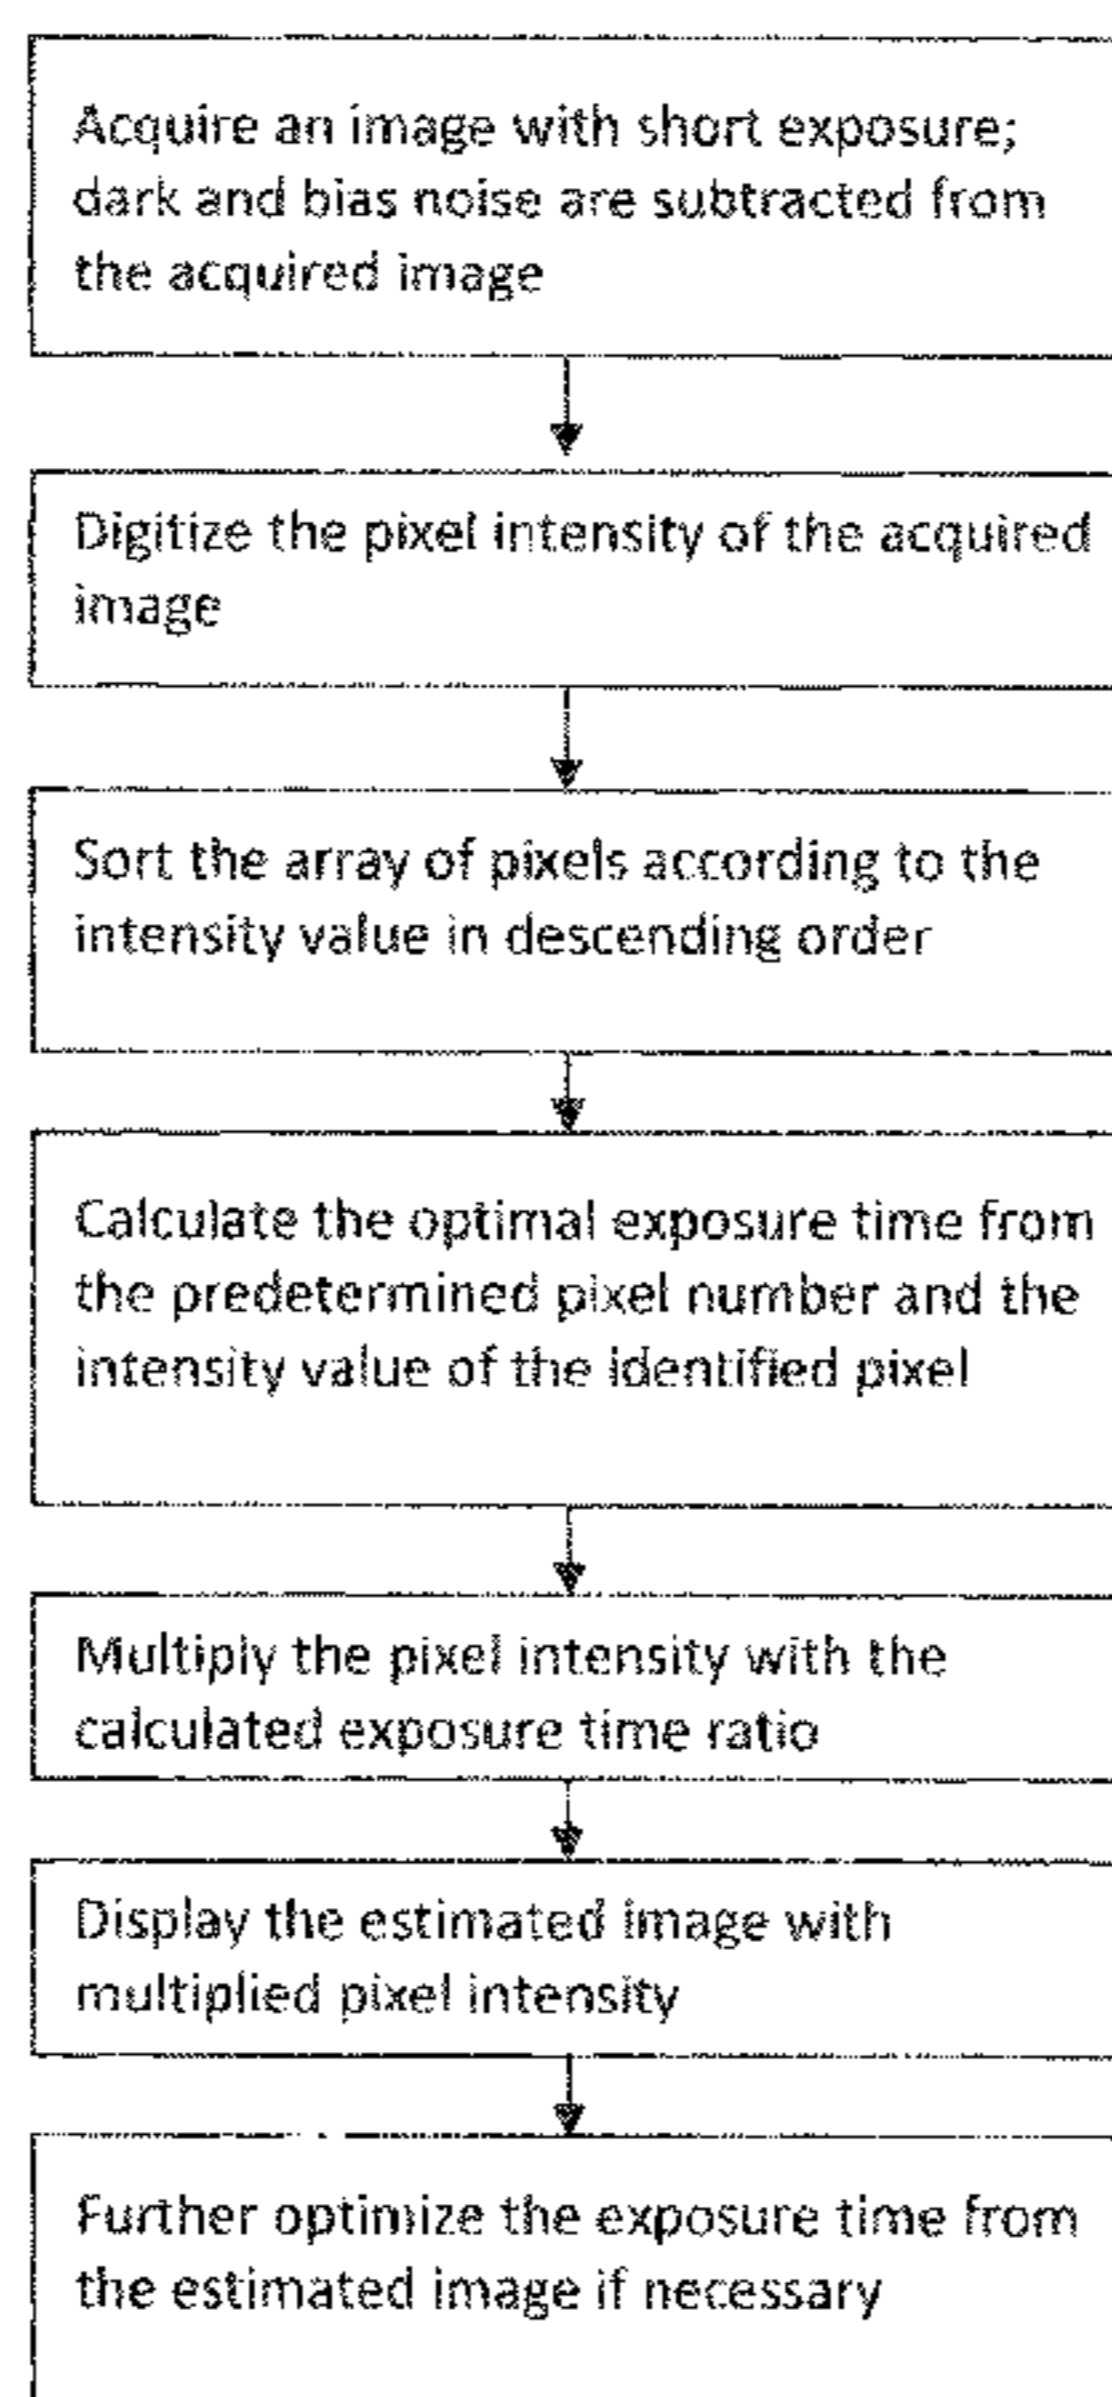 Acquire an image with short exposure;
dark and bias noise are subtracted from
the acquired image
Digitize the pixel intensity of the acquired
image
Sort the array of pixels according to the
intensity value in descending order
Calculate the optimal exposure time from
the predetermined pixel number and the
intensity value of the identified pixel
Multiply the pixel intensity with the
calculated exposure time ratio
Display the estimated image with
multiplied pixel intensity
Further optimize the exposure time from
the estimated image if necessary